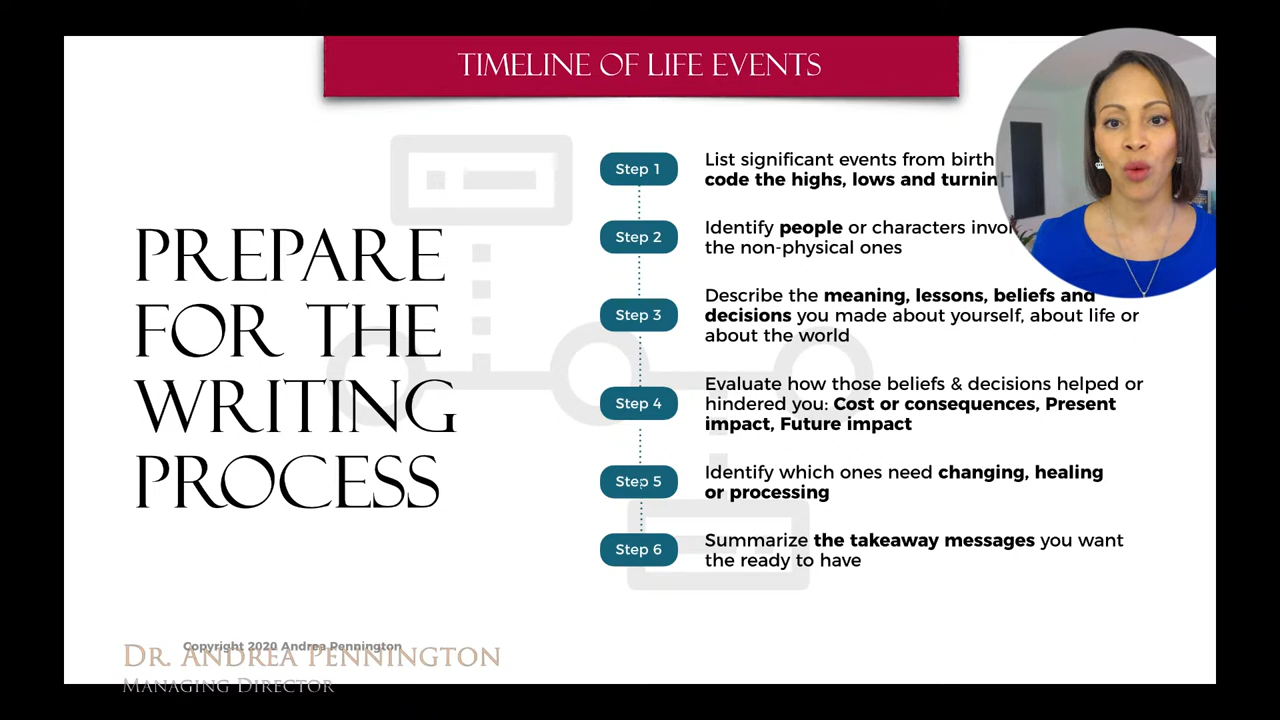 TIMELINE OF LIFE EVENTS
PREPARE
FOR THE
WRITING
PROCESS
Step 1
List significant events from birth
code the highs, lows and
Step 2
Identify people or characters
the non-physical ones
Step 3
Describe the meaning, lessons, beliefs and
decisions you made about yourself, about life or
about the world
Step 4
Evaluate how those beliefs & decisions helped or
hindered you: Cost or consequences, Present
impact, Future impact
Step 5
Identify which ones need changing, healing
or processing
Step 6
Summarize the takeaway messages you want
the ready to have
Copyright 2020 Andrea Pennington
DR. ANDREA PENNINGTON
MANAGING DIRECTOR